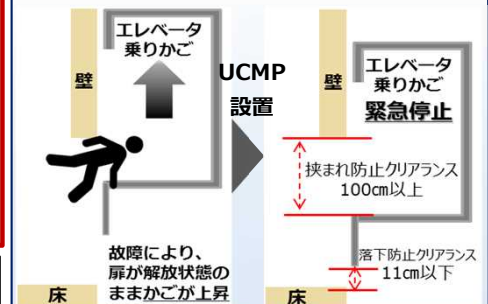 エレベータ
乗りかご
壁
故障により、
扉が解放状態の
ままかごが上昇
床
UCMP
設置
エレベータ
乗りかご
緊急停止
壁
挟まれ防止クリアランス
100cm以上
落下防止クリアランス
11cm以下
床